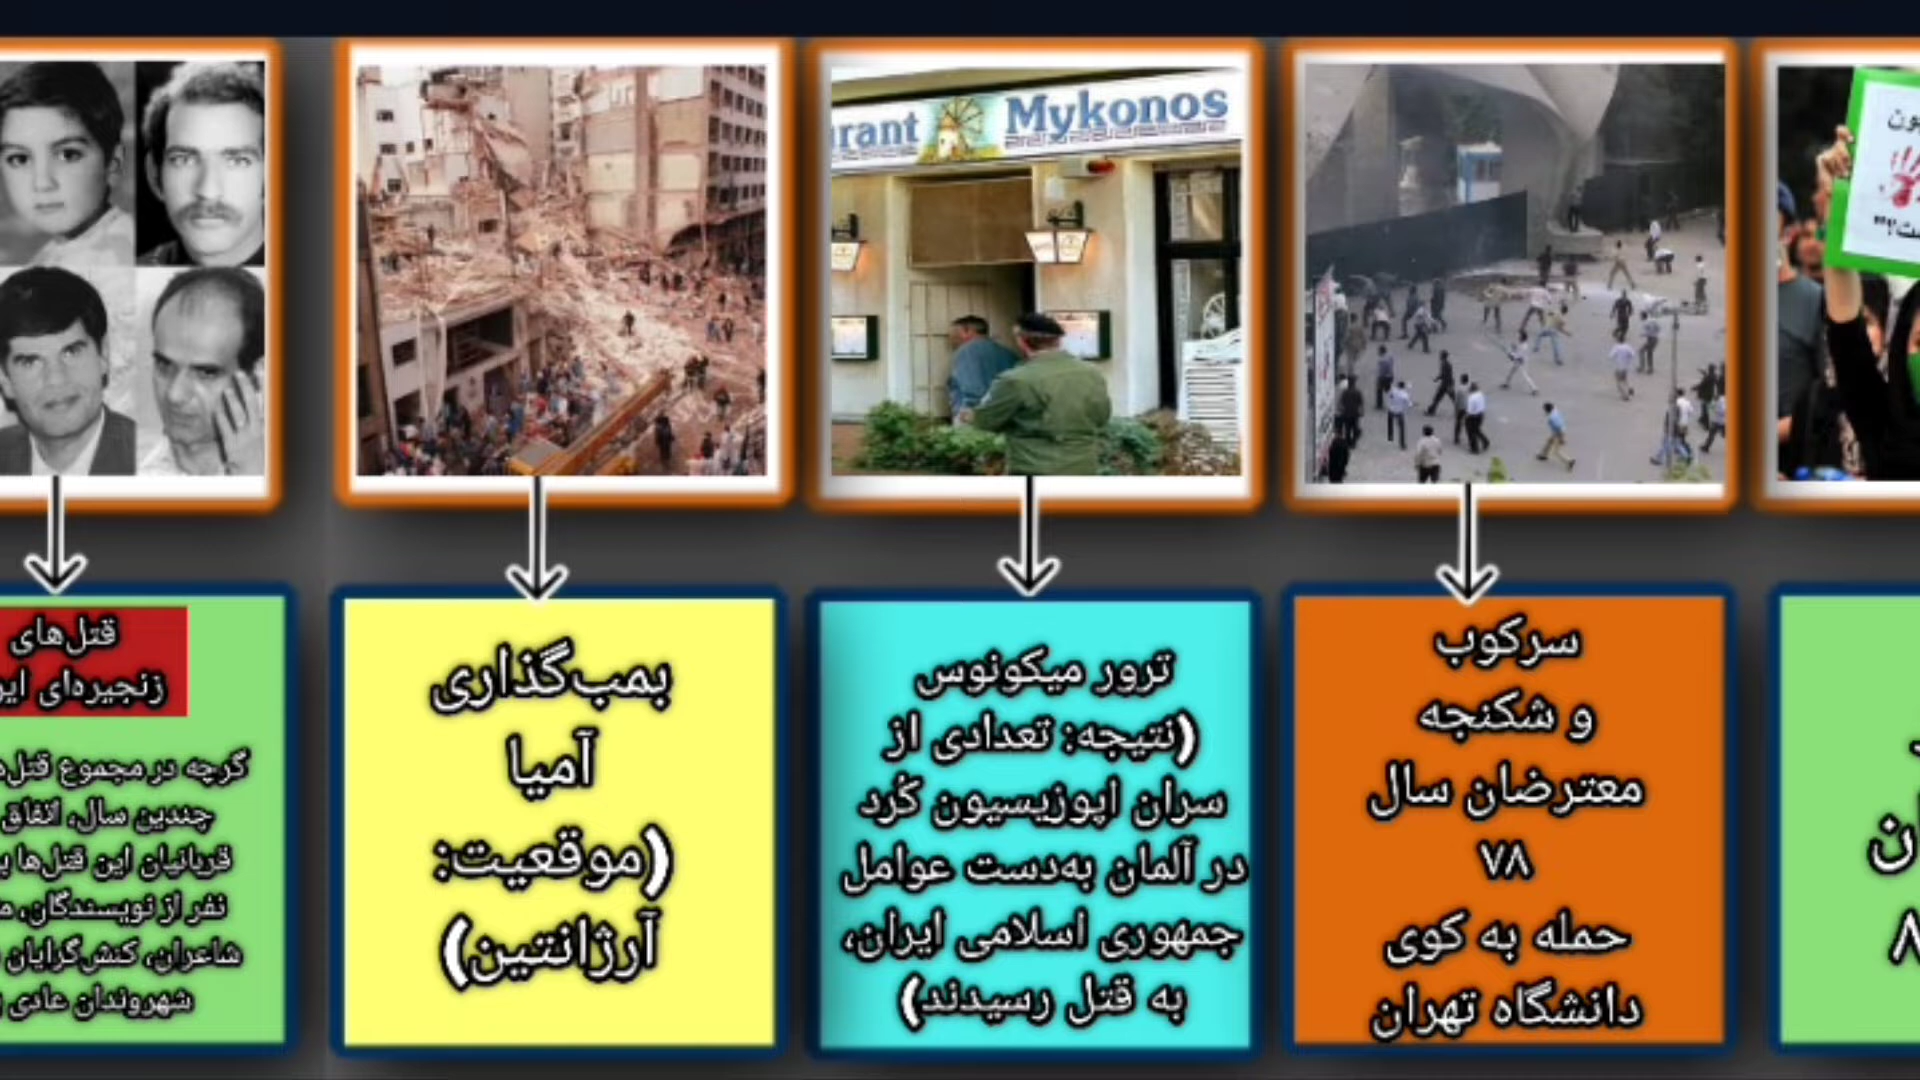 Mykonos
قتل‌های
زنجیره‌ای
گرچه در مجموع
چندین سال، اتفاق
قربانیان این قتل‌ها
نفر از نویسندگان،
شاعران، کنش‌گرایان
شهروندان عادی
بمب‌گذاری
آمیا
(موقعیت:
آرژانتین)
ترور میکونوس
(نتیجه: تعدادی از
سران اپوزیسیون کُرد
در آلمان به‌دست عوامل
جمهوری اسلامی ایران،
به قتل رسیدند)
سرکوب
و شکنجه
معترضان سال
۷۸
حمله به کوی
دانشگاه تهران